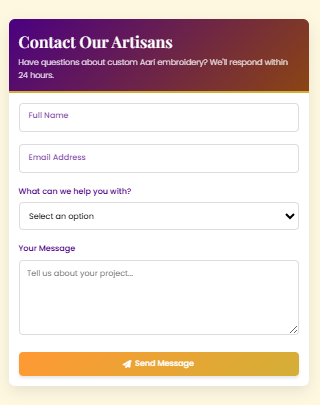 Contact Our Artisans
Have questions about custom Aari embroidery? We'll respond within
24 hours.
Full Name
Email Address
What can we help you with?
Select an option
Your Message
Tell us about your project...
Send Message